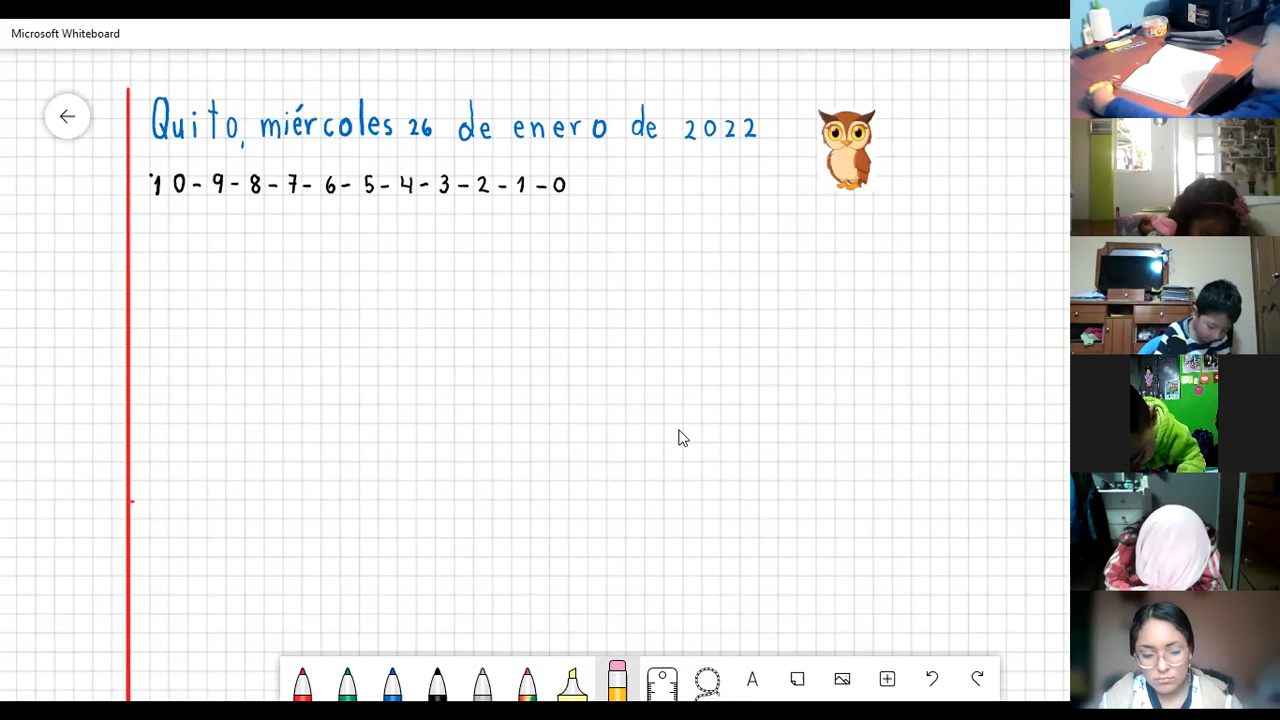 Microsoft Whiteboard
Quito, miércoles 26 de enero de 2022
10-9-8-7-6-5-4-3-2-1-0